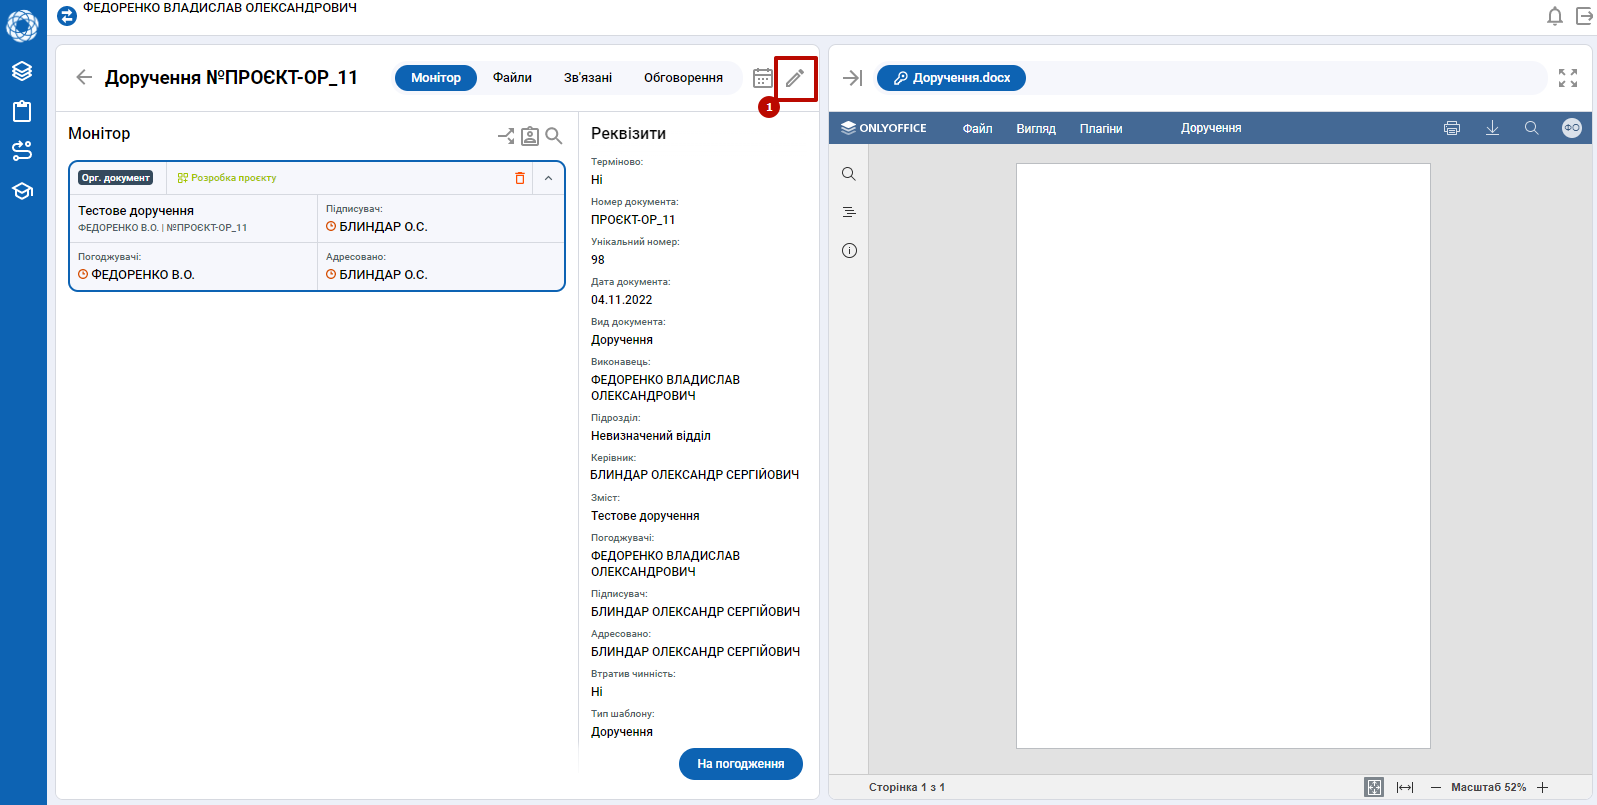 ФЕДОРЕНКО ВЛАДИСЛАВ ОЛЕКСАНДРОВИЧ
Доручення №ПРОЄКТ-ОР_11
Монітор
Файли
Зв'язані
Обговорення
1
Монітор
Орг. документ
Розробка проєкту
Тестове доручення
ФЕДОРЕНКО В.О. | №ПРОЄКТ-ОР_11
Підписувач:
БЛИНДАР О.С.
Погоджувачі:
ФЕДОРЕНКО В.О.
Адресовано:
БЛИНДАР О.С.
Реквізити
Терміново:
Ні
Номер документа:
ПРОЄКТ-ОР_11
Унікальний номер:
98
Дата документа:
04.11.2022
Вид документа:
Доручення
Виконавець:
ФЕДОРЕНКО ВЛАДИСЛАВ
ОЛЕКСАНДРОВИЧ
Підрозділ:
Невизначений відділ
Керівник:
БЛИНДАР ОЛЕКСАНДР СЕРГІЙОВИЧ
Зміст:
Тестове доручення
Погоджувачі:
ФЕДОРЕНКО ВЛАДИСЛАВ
ОЛЕКСАНДРОВИЧ
Підписувач:
БЛИНДАР ОЛЕКСАНДР СЕРГІЙОВИЧ
Адресовано:
БЛИНДАР ОЛЕКСАНДР СЕРГІЙОВИЧ
Втратив чинність:
Ні
Тип шаблону:
Доручення
На погодження
Доручення.docx
ONLYOFFICE
Файл
Вигляд
Плагіни
Доручення
ФО
Сторінка 1 з 1
Масштаб 52%